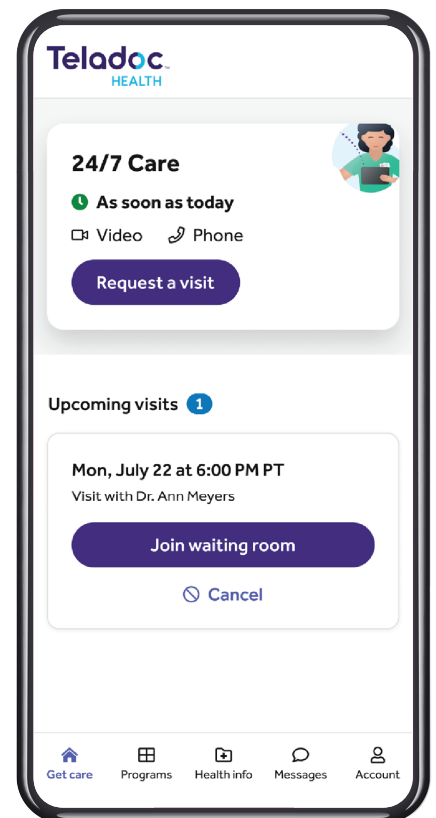 Teladoc™
HEALTH
24/7 Care
As soon as today
Video Phone
Request a visit
Upcoming visits 1
Mon, July 22 at 6:00 PM PT
Visit with Dr. Ann Meyers
Join waiting room
Cancel
Get care Programs Health info Messages Account